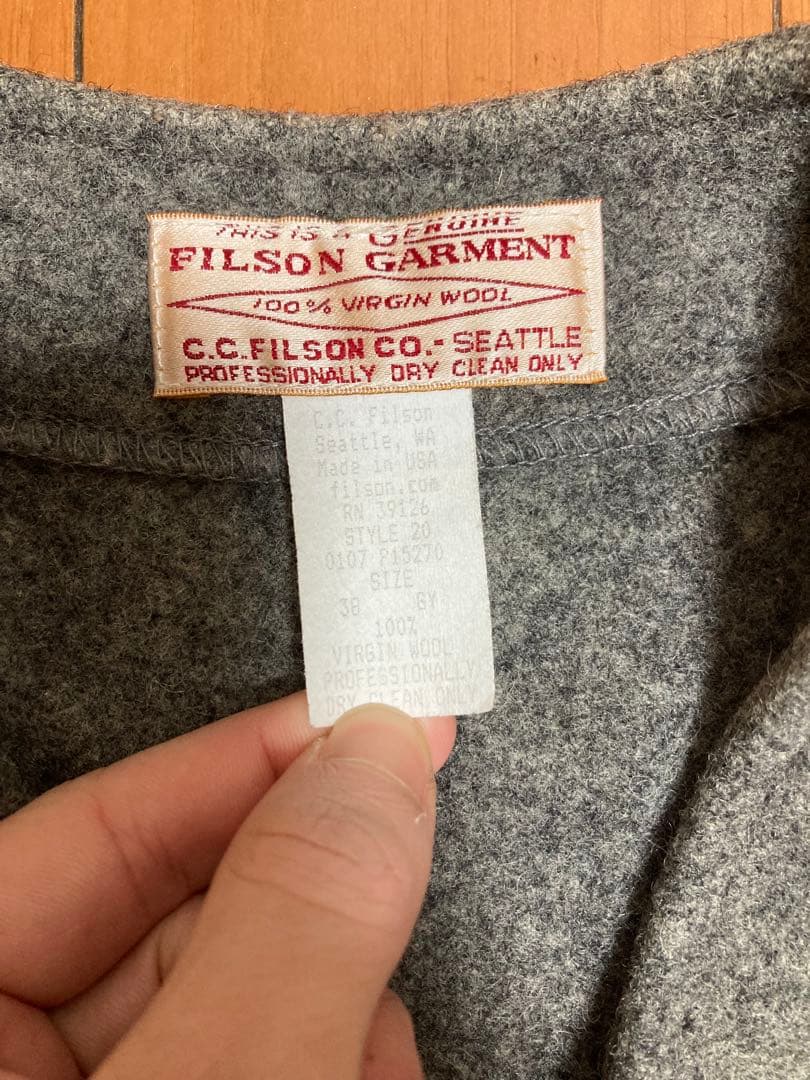 THIS IS A GENUINE
FILSON GARMENT
100% VIRGIN WOOL
C.C.FILSON CO.- SEATTLE
PROFESSIONALLY DRY CLEAN ONLY
C.C. Filson
Seattle, WA
Made in USA
filson.com
RN 39126
STYLE 20
0107 P15270
SIZE
38 GY
100%
VIRGIN WOOL
PROFESSIONALLY
DRY CLEAN ONLY